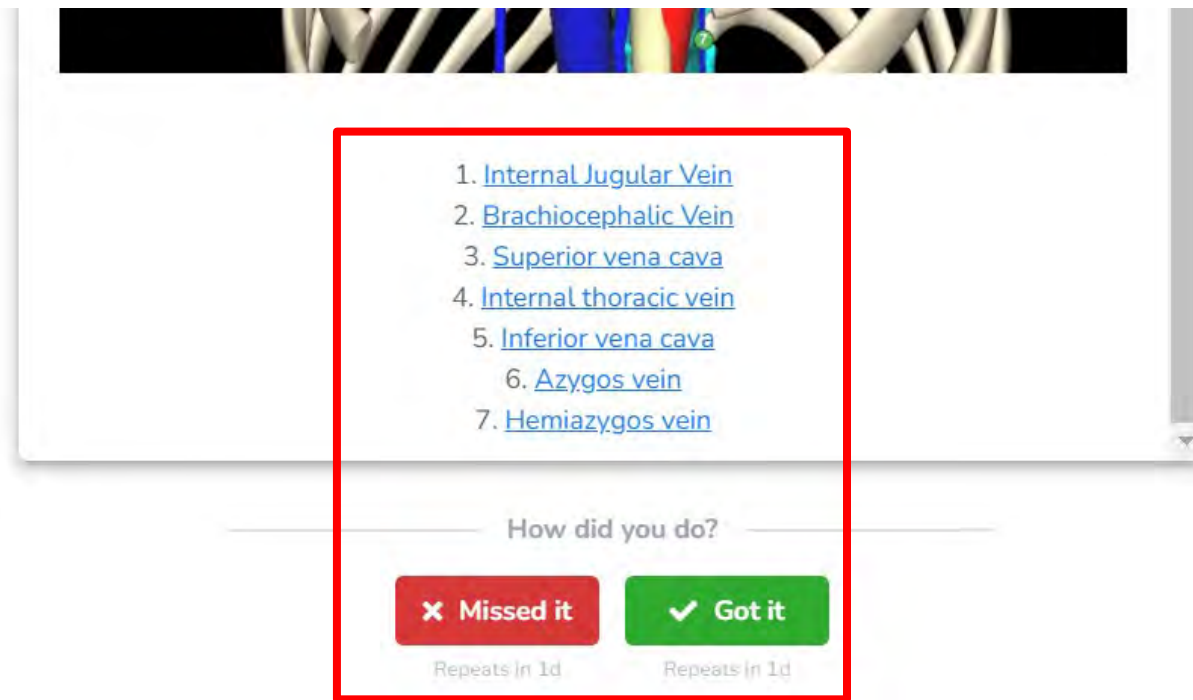 7
1. Internal Jugular Vein
2. Brachiocephalic Vein
3. Superior vena cava
4. Internal thoracic vein
5. Inferior vena cava
6. Azygos vein
7. Hemiazygos vein
How did you do?
Missed it Got it
Repeats in 1d Repeats in 1d